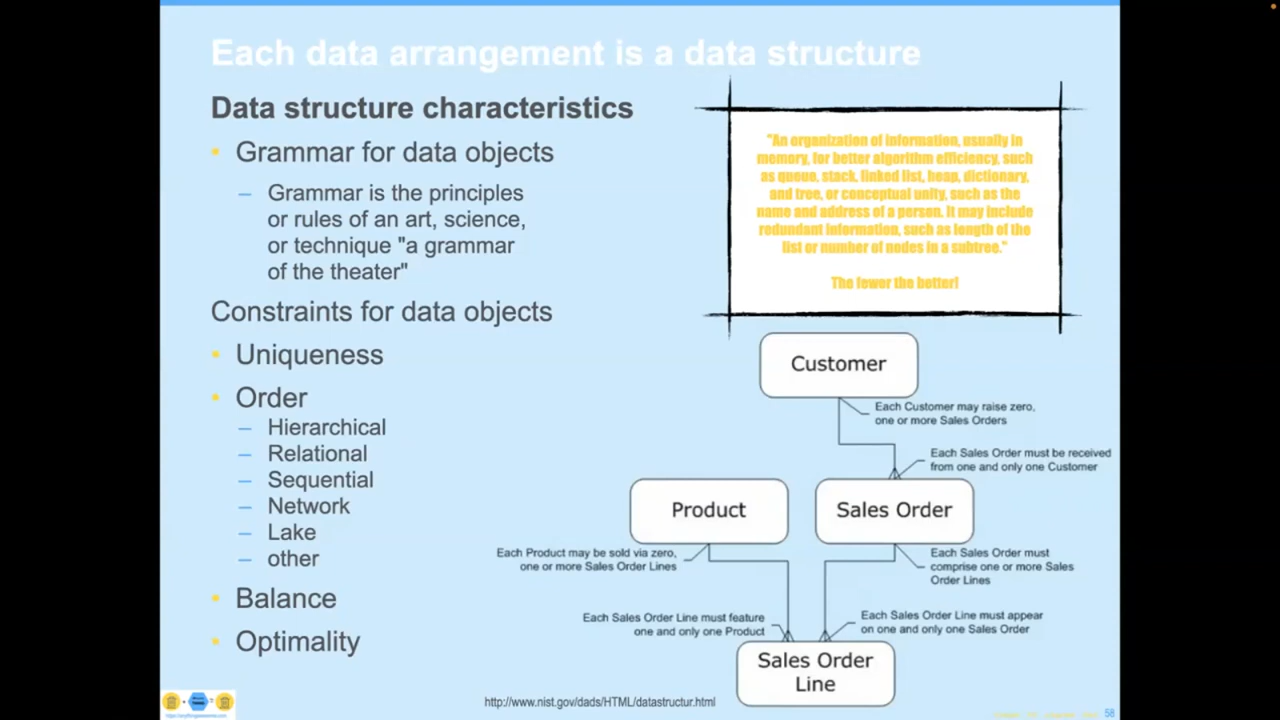 Each data arrangement is a data structure
Data structure characteristics
• Grammar for data objects
– Grammar is the principles
or rules of an art, science,
or technique "a grammar
of the theater"
Constraints for data objects
• Uniqueness
• Order
– Hierarchical
– Relational
– Sequential
– Network
– Lake
– other
• Balance
• Optimality
"An organization of information, usually in
memory, for better algorithm efficiency, such
as queue, stack, linked list, heap, dictionary,
and tree, or conceptual unity, such as the
name and address of a person. It may include
redundant information, such as length of the
list or number of nodes in a subtree."
The fewer the better!
Customer
Each Customer may raise zero,
one or more Sales Orders
Each Sales Order must be received
from one and only one Customer
Product
Sales Order
Each Product may be sold via zero,
one or more Sales Order Lines
Each Sales Order must
comprise one or more Sales
Order Lines
Each Sales Order Line must feature
one and only one Product
Each Sales Order Line must appear
on one and only one Sales Order
Sales Order
Line
http://www.nist.gov/dads/HTML/datastructur.html
58